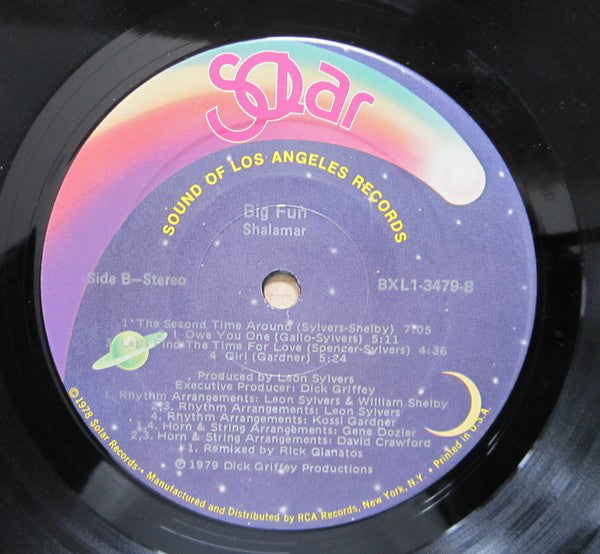 Solar
SOUND OF LOS ANGELES RECORDS
Big Fun
Shalamar
Side B—Stereo
BXL1-3479-B
1 The Second Time Around (Sylvers-Shelby) 7:05
I Owe You One (Gallo-Sylvers) 5:11
3 Let's Find The Time For Love (Spencer-Sylvers) 4:36
4 Girl (Gardner) 5:24
Produced by Leon Sylvers
Executive Producer: Dick Griffey
1. Rhythm Arrangements: Leon Sylvers & William Shelby
2,3. Rhythm Arrangements: Leon Sylvers
4. Rhythm Arrangements: Kossi Gardner
1,4. Horn & String Arrangements: Gene Dozier
2,3. Horn & String Arrangements: David Crawford
1. Remixed by Rick Gianatos
©1979 Dick Griffey Productions
©1978 Solar Records • Manufactured and Distributed by RCA Records, New York, N.Y. • Printed in U.S.A.